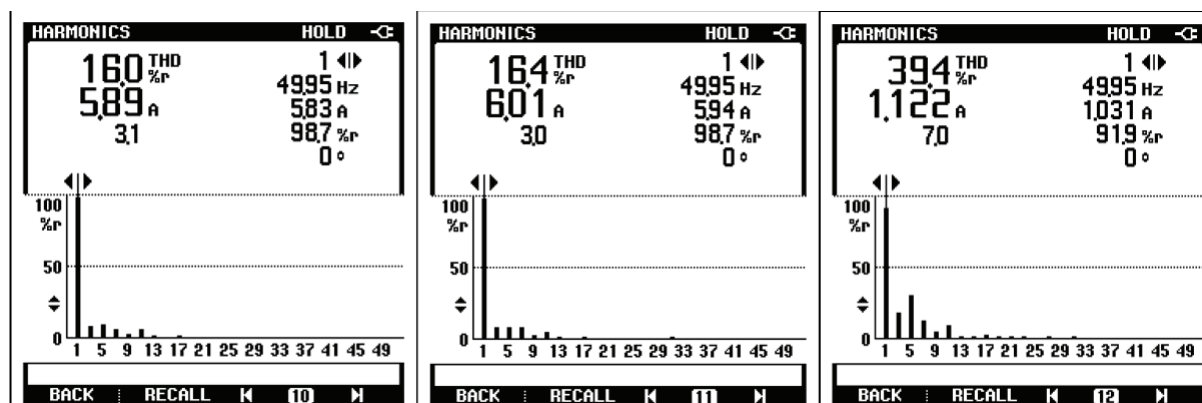 HARMONICS HOLD
16,0 THD %r 1
49,95 Hz
5,89 A 5,83 A
3,1 98,7 %r
0 °
100
%r
50
0
1 5 9 13 17 21 25 29 33 37 41 45 49
BACK RECALL 10
HARMONICS HOLD
16,4 THD %r 1
49,95 Hz
6,01 A 5,94 A
3,0 98,7 %r
0 °
100
%r
50
0
1 5 9 13 17 21 25 29 33 37 41 45 49
BACK RECALL 11
HARMONICS HOLD
39,4 THD %r 1
49,95 Hz
1,122 A 1,031 A
7,0 91,9 %r
0 °
100
%r
50
0
1 5 9 13 17 21 25 29 33 37 41 45 49
BACK RECALL 12